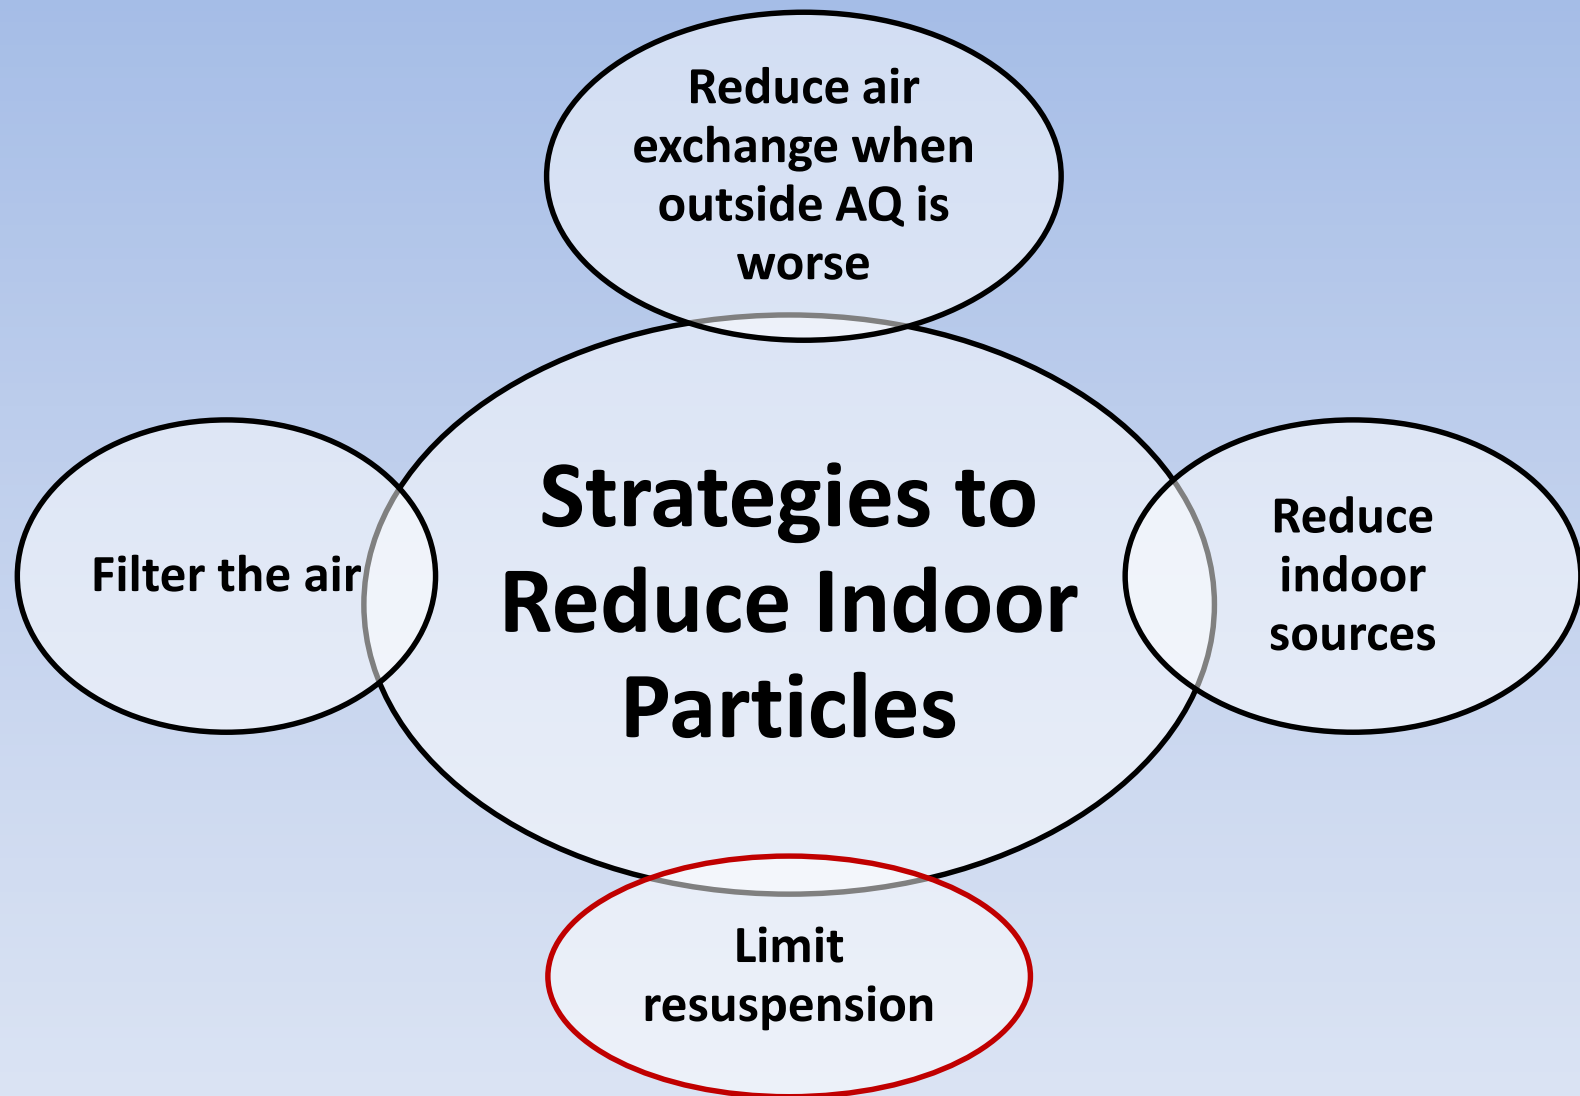 Reduce air
exchange when
outside AQ is
worse
Filter the air
Strategies to
Reduce Indoor
Particles
Reduce
indoor
sources
Limit
resuspension